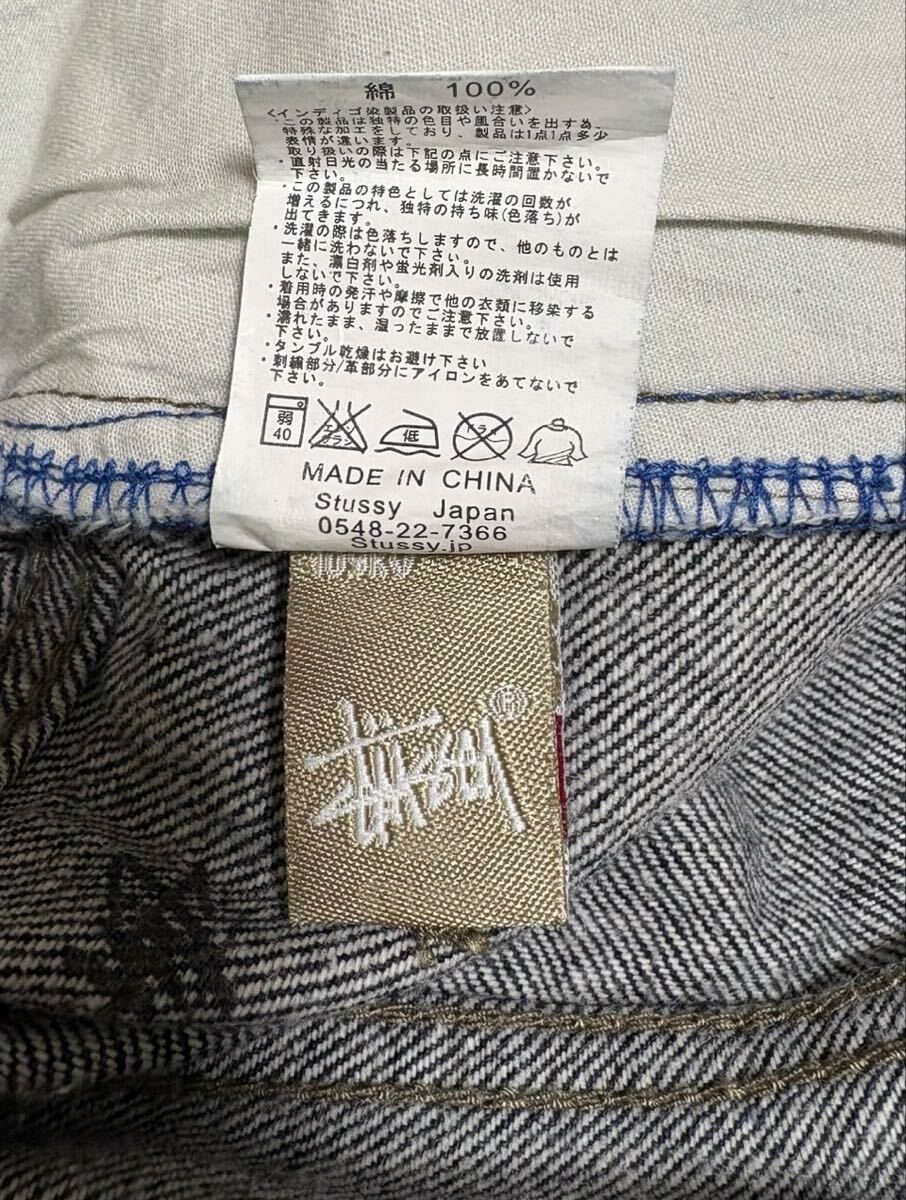 綿 100%
<インディゴ染製品の取扱い注意>
・この製品は独特の色目や風合いを出す為、
特殊な加工をしており、製品は1点1点多少
表情が違います。
取り扱いの際は下記の点にご注意下さい。
・直射日光の当たる場所に長時間置かないで
下さい。
・この製品の特色としては洗濯の回数が
増えるにつれ、独特の持ち味(色落ち)が
出てきます。
・洗濯の際は色落ちしますので、他のものとは
一緒に洗わないで下さい。
また、漂白剤や蛍光剤入りの洗剤は使用
しないで下さい。
・着用時の発汗や摩擦で他の衣類に移染する
場合がありますのでご注意下さい。
・濡れたまま、湿ったままで放置しないで
下さい。
・タンブル乾燥はお避け下さい
・刺繍部分/革部分にアイロンをあてないで
下さい。
弱
40
エンソ
サラシ
低
ドライ
MADE IN CHINA
Stussy Japan
0548-22-7366
Stussy.jp
Stüssy ®